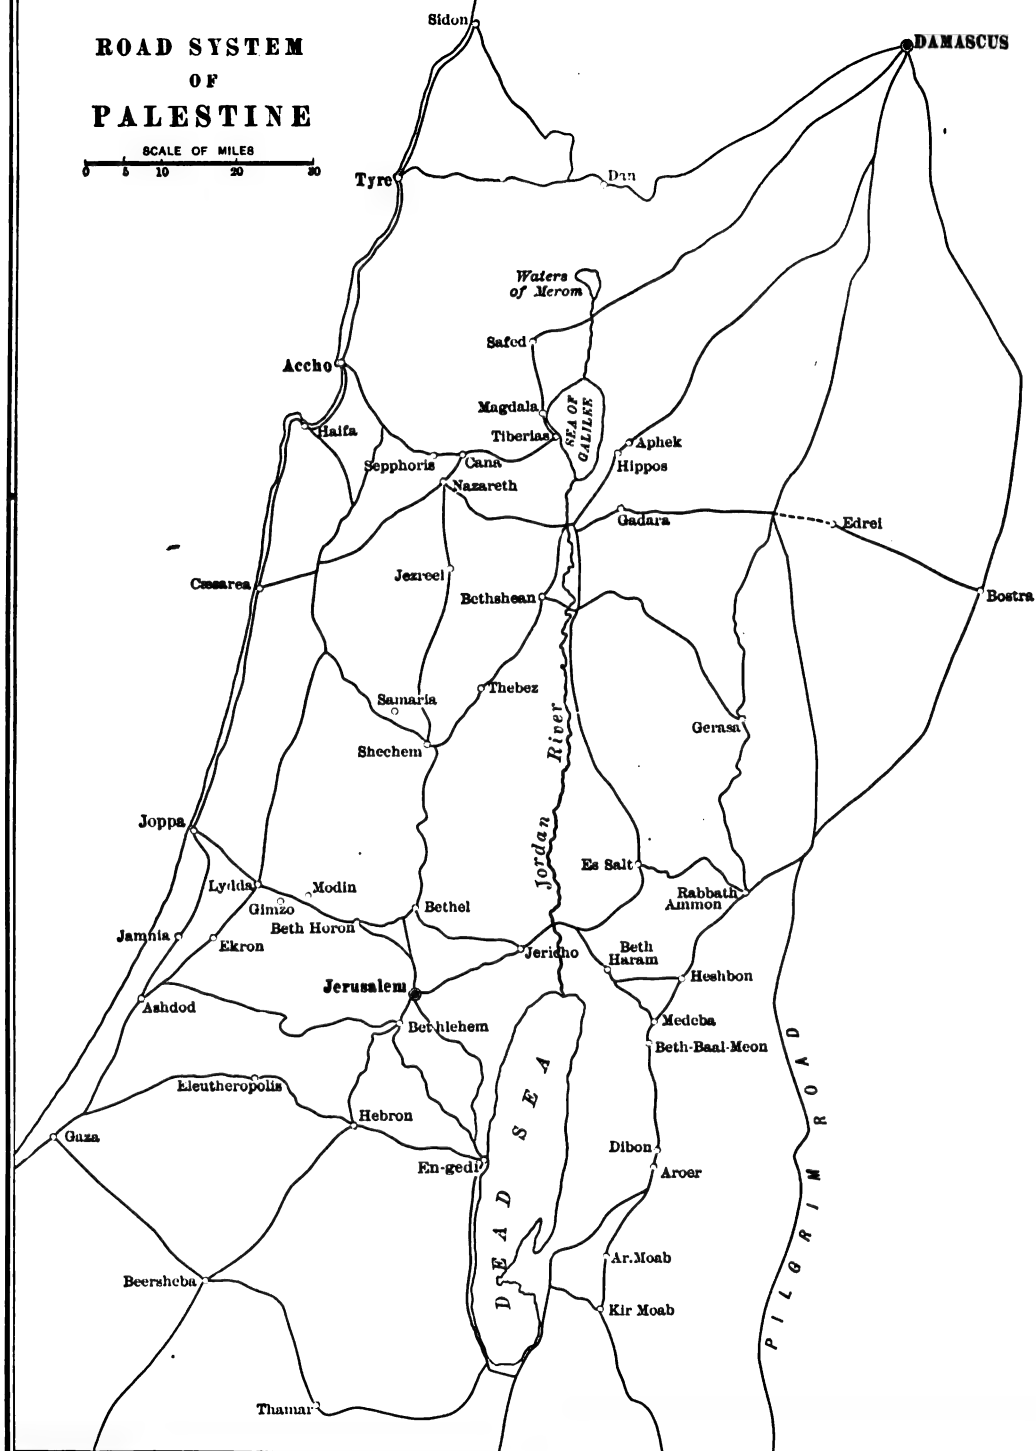 ROAD SYSTEM
OF
PALESTINE
SCALE OF MILES
0 5 10 20 30
Sidon
DAMASCUS
Tyre
Dan
Waters
of Merom
Safed
Accho
Magdala
SEA OF
GALILEE
Haifa
Tiberias
Aphek
Sepphoris
Cana
Hippos
Nazareth
Gadara
Edrei
Cæsarea
Jezreel
Bethshean
Bostra
Samaria
Thebez
Shechem
Gerasa
Jordan River
Joppa
Es Salt
Lydda
Modin
Gimzo
Rabbath
Ammon
Bethel
Beth Horon
Jamnia
Ekron
Jericho
Beth
Haram
Heshbon
Jerusalem
Ashdod
Bethlehem
Medeba
Beth-Baal-Meon
Eleutheropolis
Hebron
Gaza
En-gedi
DEAD SEA
Dibon
Aroer
PILGRIM ROAD
Ar.Moab
Beersheba
Kir Moab
Thamar